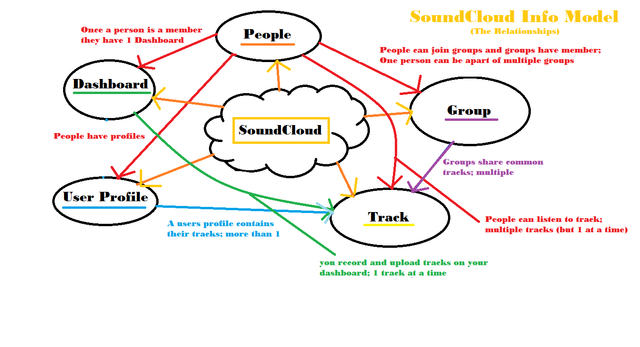 SoundCloud Info Model
(The Relationships)
Once a person is a member
they have 1 Dashboard
People
People can join groups and groups have member;
One person can be apart of multiple groups
Dashboard
Group
SoundCloud
People have profiles
Groups share common
tracks; multiple
User Profile
Track
A users profile contains
their tracks; more than 1
People can listen to track;
multiple tracks (but 1 at a time)
you record and upload tracks on your
dashboard; 1 track at a time